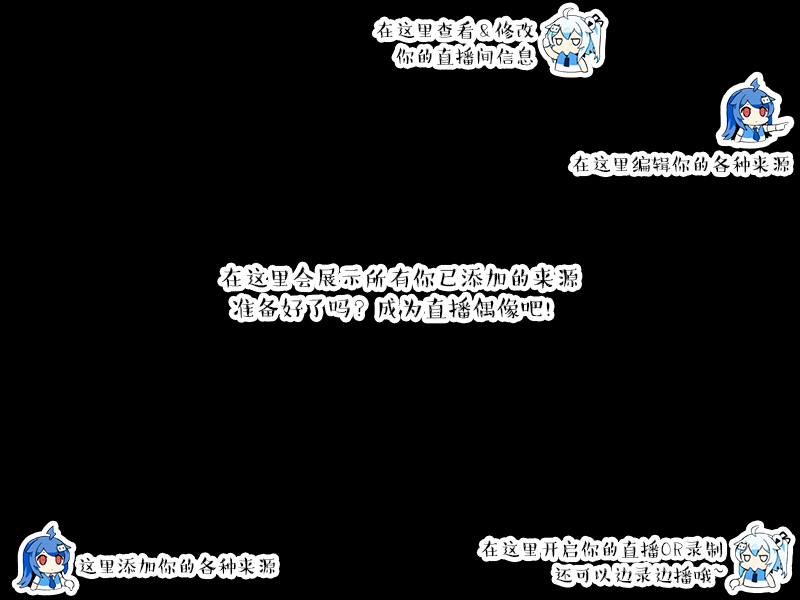 在这里查看&修改
你的直播间信息
在这里编辑你的各种来源
在这里会展示所有你已添加的来源
准备好了吗？成为直播偶像吧！
这里添加你的各种来源
在这里开启你的直播OR录制
还可以边录边播哦~